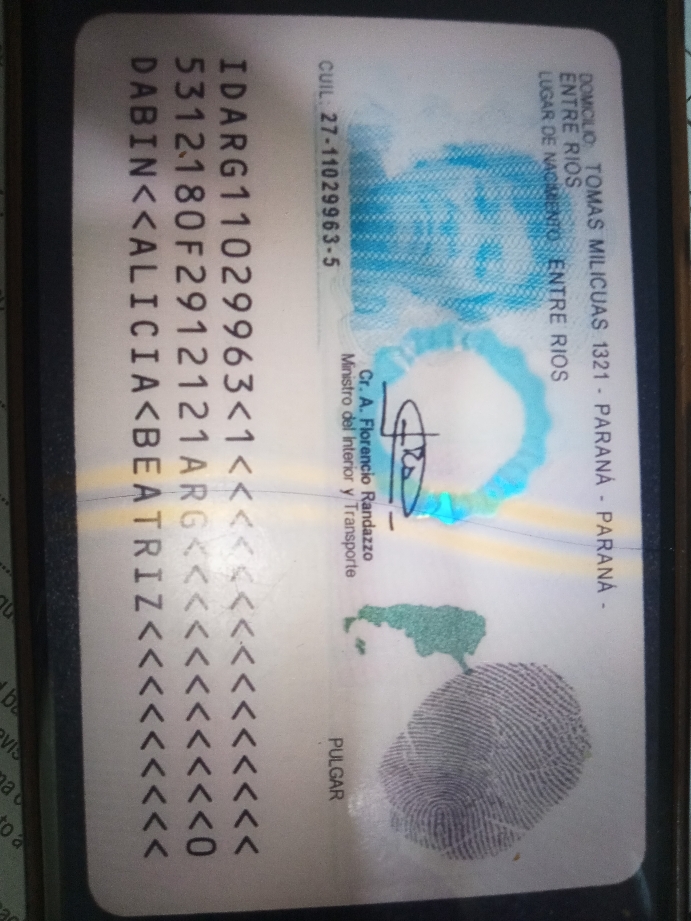 DOMICILIO: TOMAS MILICUAS 1321 - PARANÁ - PARANÁ -
ENTRE RIOS
LUGAR DE NACIMIENTO: ENTRE RIOS
Cr. A. Florencio Randazzo
Ministro del Interior y Transporte
CUIL: 27-11029963-5
PULGAR
IDARG11029963<1<<<<<<<<<<<<<<<
5312180F2912121ARG<<<<<<<<<<<0
DABIN<<ALICIA<BEATRIZ<<<<<<<<<